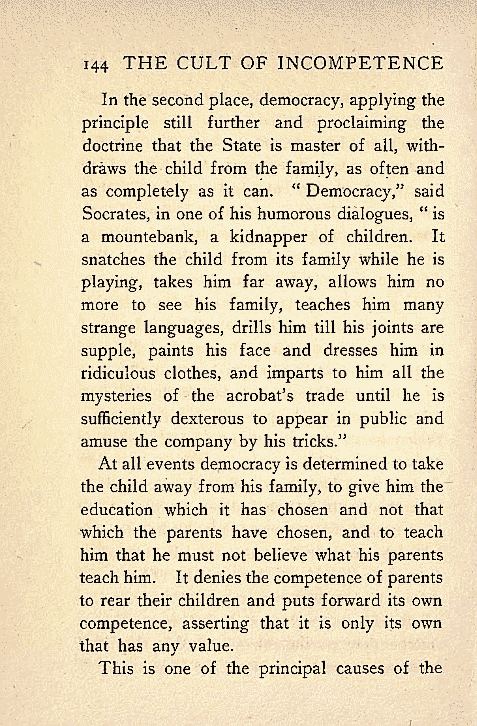 144 THE CULT OF INCOMPETENCE
In the second place, democracy, applying the
principle still further and proclaiming the
doctrine that the State is master of all, with-
draws the child from the family, as often and
as completely as it can. “ Democracy,” said
Socrates, in one of his humorous dialogues, “ is
a mountebank, a kidnapper of children. It
snatches the child from its family while he is
playing, takes him far away, allows him no
more to see his family, teaches him many
strange languages, drills him till his joints are
supple, paints his face and dresses him in
ridiculous clothes, and imparts to him all the
mysteries of the acrobat’s trade until he is
sufficiently dexterous to appear in public and
amuse the company by his tricks.”
At all events democracy is determined to take
the child away from his family, to give him the
education which it has chosen and not that
which the parents have chosen, and to teach
him that he must not believe what his parents
teach him. It denies the competence of parents
to rear their children and puts forward its own
competence, asserting that it is only its own
that has any value.
This is one of the principal causes of the